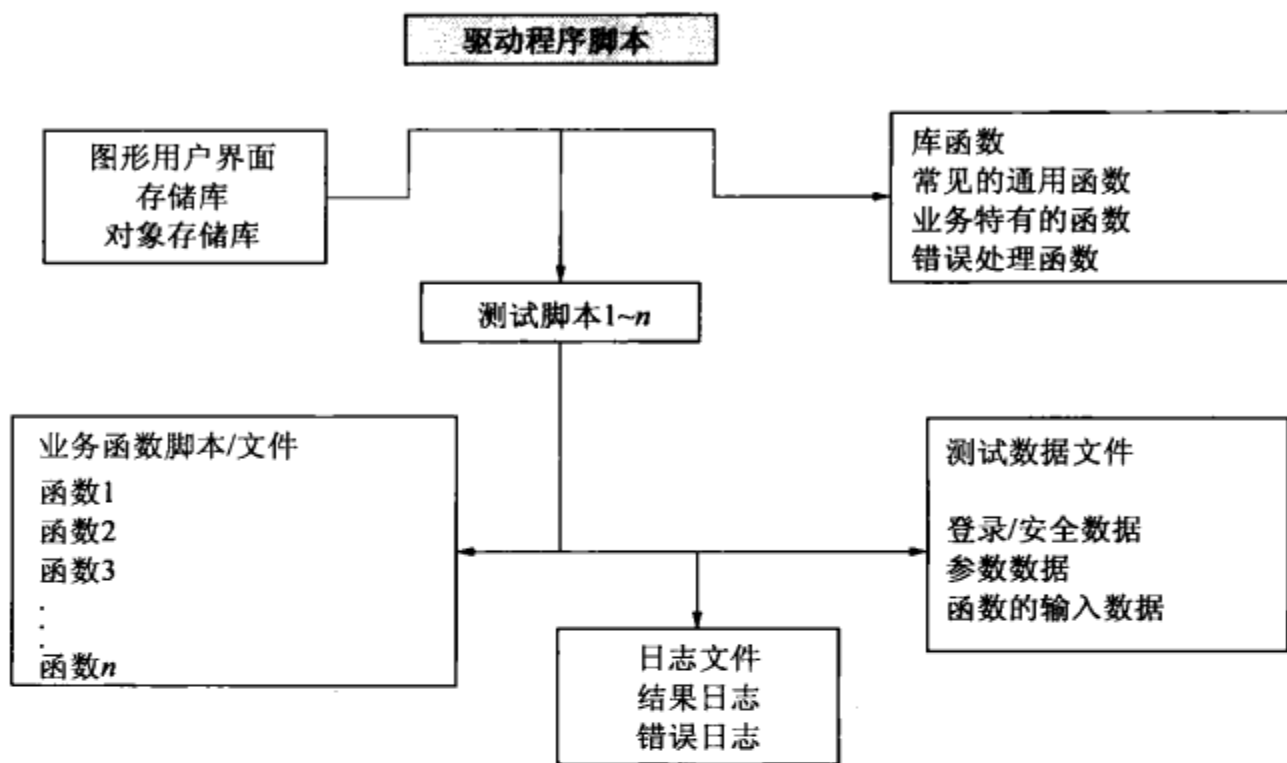 驱动程序脚本
图形用户界面
存储库
对象存储库
库函数
常见的通用函数
业务特有的函数
错误处理函数
测试脚本1~n
业务函数脚本/文件
函数1
函数2
函数3
.
.
.
函数n
测试数据文件
登录/安全数据
参数数据
函数的输入数据
日志文件
结果日志
错误日志